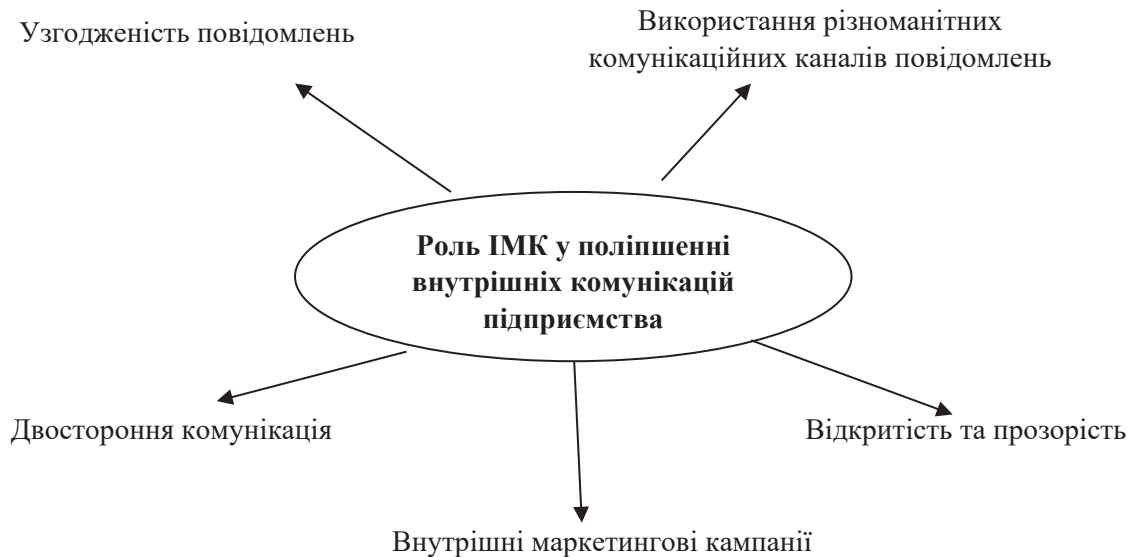 Узгодженість повідомлень
Використання різноманітних
комунікаційних каналів повідомлень
Роль ІМК у поліпшенні
внутрішніх комунікацій
підприємства
Двостороння комунікація
Відкритість та прозорість
Внутрішні маркетингові кампанії